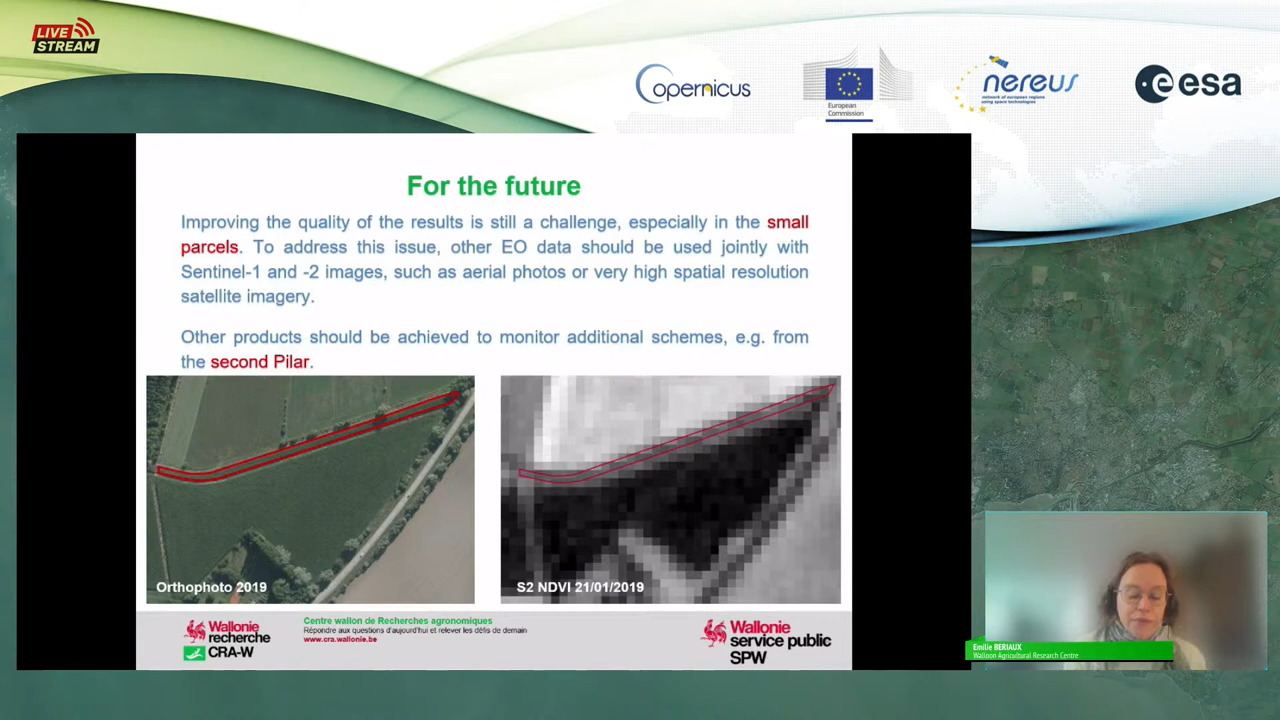 LIVE
STREAM
opernicus
European
Commission
nereus
network of european regions
using space technologies
esa
For the future
Improving the quality of the results is still a challenge, especially in the small
parcels. To address this issue, other EO data should be used jointly with
Sentinel-1 and -2 images, such as aerial photos or very high spatial resolution
satellite imagery.
Other products should be achieved to monitor additional schemes, e.g. from
the second Pilar.
Orthophoto 2019
S2 NDVI 21/01/2019
Wallonie
recherche
CRA-W
Centre wallon de Recherches agronomiques
Répondre aux questions d'aujourd'hui et relever les défis de demain
www.cra.wallonie.be
Wallonie
service public
SPW
Emilie BERIAUX
Walloon Agricultural Research Centre